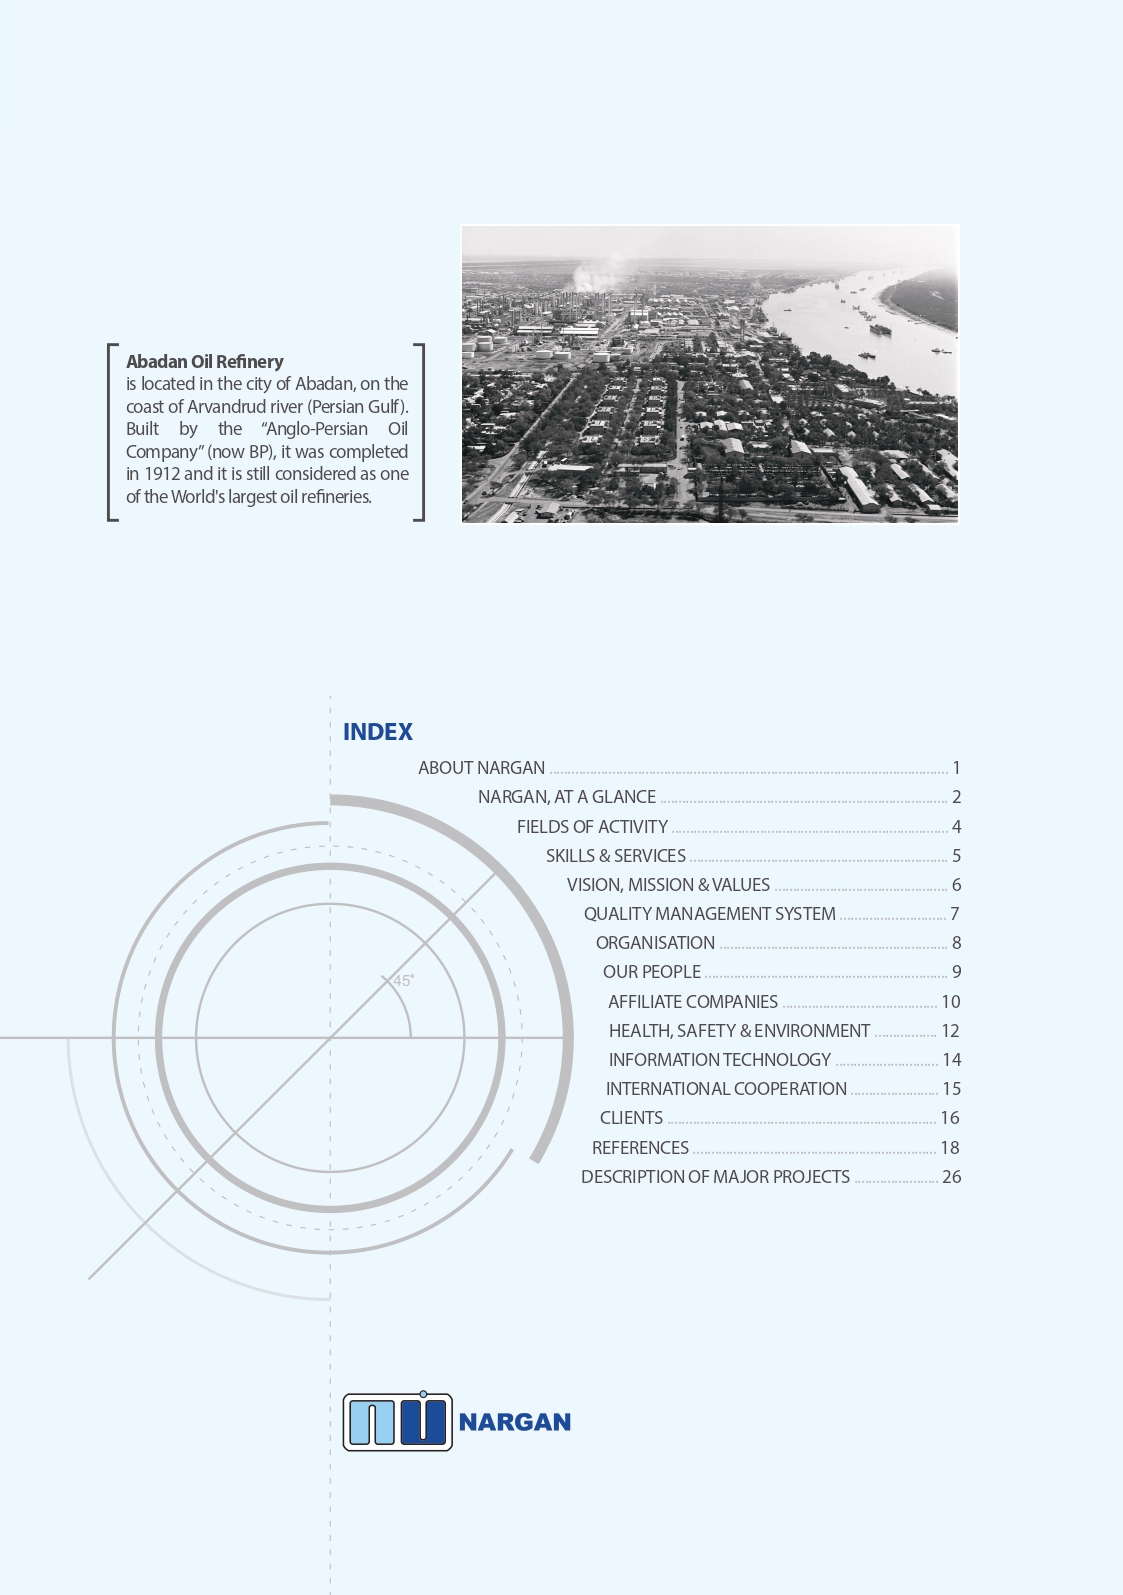 Abadan Oil Refinery
is located in the city of Abadan, on the
coast of Arvandrud river (Persian Gulf).
Built by the “Anglo-Persian Oil
Company” (now BP), it was completed
in 1912 and it is still considered as one
of the World's largest oil refineries.
INDEX
ABOUT NARGAN 1
NARGAN, AT A GLANCE 2
FIELDS OF ACTIVITY 4
SKILLS & SERVICES 5
VISION, MISSION & VALUES 6
QUALITY MANAGEMENT SYSTEM 7
ORGANISATION 8
OUR PEOPLE 9
45°
AFFILIATE COMPANIES 10
HEALTH, SAFETY & ENVIRONMENT 12
INFORMATION TECHNOLOGY 14
INTERNATIONAL COOPERATION 15
CLIENTS 16
REFERENCES 18
DESCRIPTION OF MAJOR PROJECTS 26
NARGAN